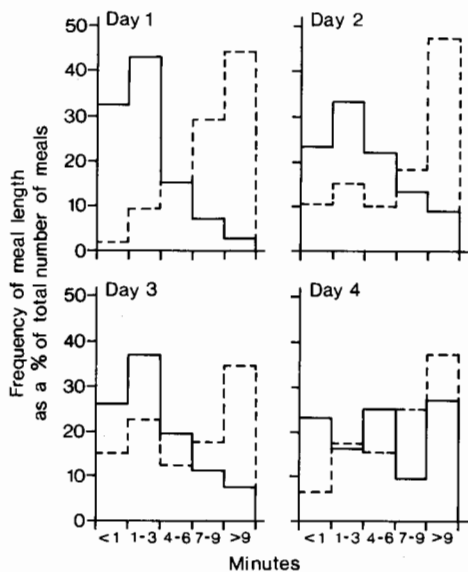 Day 1
Day 2
50
40
30
20
10
0
Day 3
Day 4
50
40
30
20
10
0
<1 1-3 4-6 7-9 >9
<1 1-3 4-6 7-9 >9
Minutes
Frequency of meal length
as a % of total number of meals